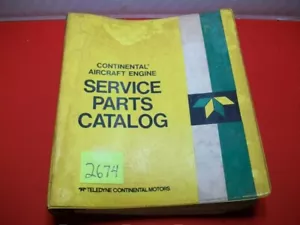 CONTINENTAL®
AIRCRAFT ENGINE
SERVICE
PARTS
CATALOG
2674
TELEDYNE CONTINENTAL MOTORS